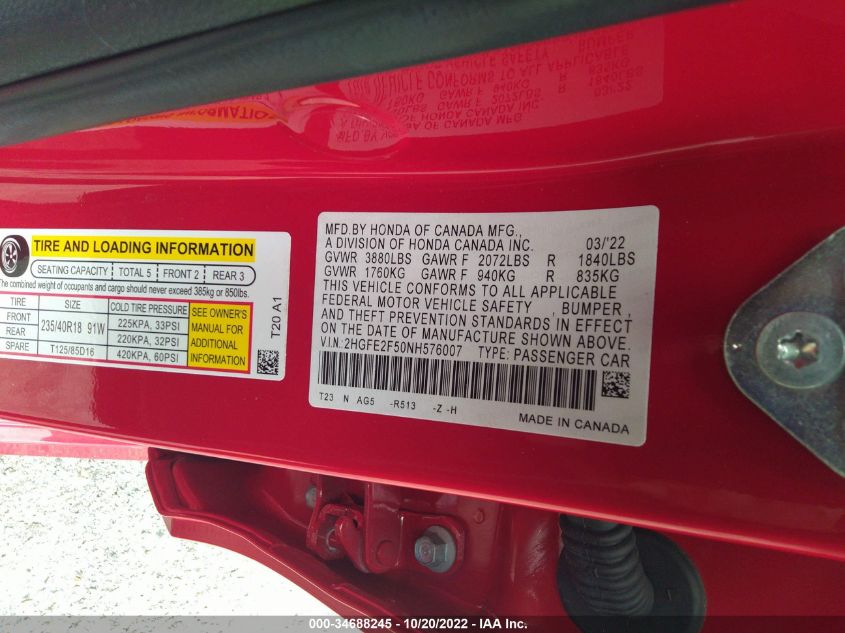 TIRE AND LOADING INFORMATION
SEATING CAPACITY TOTAL 5 FRONT 2 REAR 3
The combined weight of occupants and cargo should never exceed 385kg or 850lbs.
TIRE SIZE COLD TIRE PRESSURE
FRONT 235/40R18 91W 225KPA, 33PSI
REAR 220KPA, 32PSI
SPARE T125/85D16 420KPA, 60PSI
SEE OWNER'S
MANUAL FOR
ADDITIONAL
INFORMATION
T20 A1
MFD.BY HONDA OF CANADA MFG.,
A DIVISION OF HONDA CANADA INC. 03/'22
GVWR 3880LBS GAWR F 2072LBS R 1840LBS
GVWR 1760KG GAWR F 940KG R 835KG
THIS VEHICLE CONFORMS TO ALL APPLICABLE
FEDERAL MOTOR VEHICLE SAFETY , BUMPER ,
AND THEFT PREVENTION STANDARDS IN EFFECT
ON THE DATE OF MANUFACTURE SHOWN ABOVE.
V.I.N.:2HGFE2F50NH576007 TYPE: PASSENGER CAR
T23 N AG5 -R513 -Z -H
MADE IN CANADA
000-34688245 - 10/20/2022 - IAA Inc.